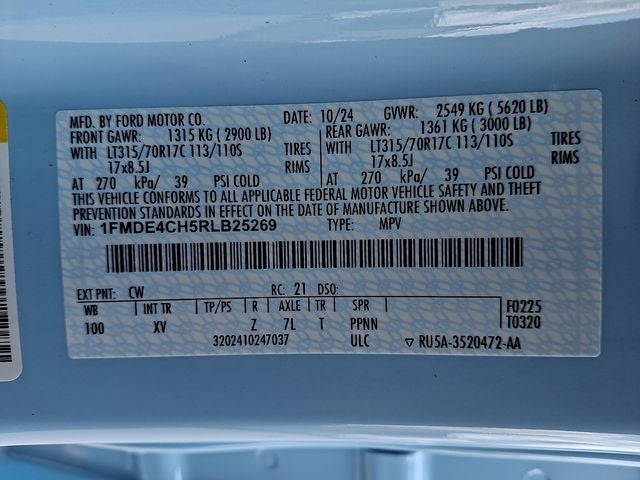 MFD. BY FORD MOTOR CO. DATE: 10/24 GVWR: 2549 KG ( 5620 LB)
FRONT GAWR: 1315 KG ( 2900 LB) REAR GAWR: 1361 KG ( 3000 LB)
WITH LT315/70R17C 113/110S TIRES WITH LT315/70R17C 113/110S TIRES
17x8.5J RIMS 17x8.5J RIMS
AT 270 kPa/ 39 PSI COLD AT 270 kPa/ 39 PSI COLD
THIS VEHICLE CONFORMS TO ALL APPLICABLE FEDERAL MOTOR VEHICLE SAFETY AND THEFT
PREVENTION STANDARDS IN EFFECT ON THE DATE OF MANUFACTURE SHOWN ABOVE.
VIN: 1FMDE4CH5RLB25269 TYPE: MPV
EXT PNT: CW RC: 21 DSO:
WB INT TR TP/PS R AXLE TR SPR F0225
100 XV Z 7L T PPNN T0320
3202410247037 ULC ▽ RU5A-3520472-AA